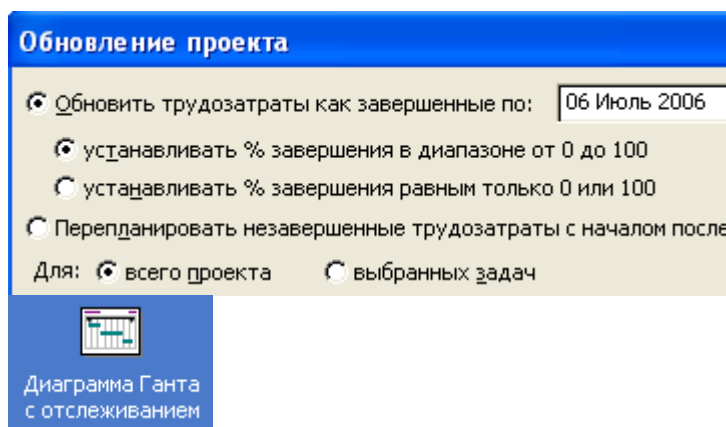 Обновление проекта
Обновить трудозатраты как завершенные по: 06 Июль 2006
устанавливать % завершения в диапазоне от 0 до 100
устанавливать % завершения равным только 0 или 100
Перепланировать незавершенные трудозатраты с началом после
Для: всего проекта выбранных задач
Диаграмма Ганта
с отслеживанием